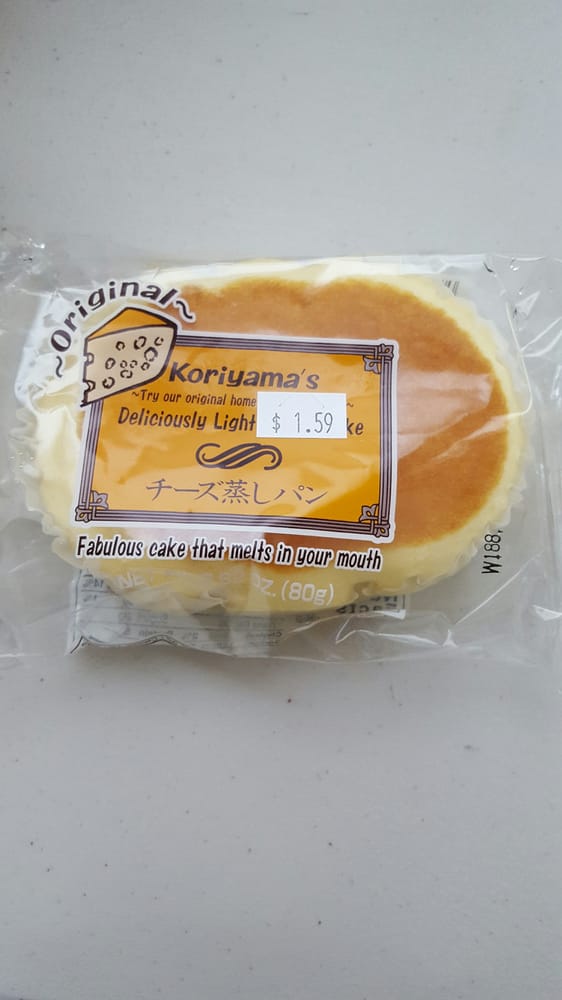 ~Original~
Koriyama's
~Try our original home ~
Deliciously Light ke
$ 1.59
チーズ蒸しパン
Fabulous cake that melts in your mouth
NE OZ. (80g)
W188,